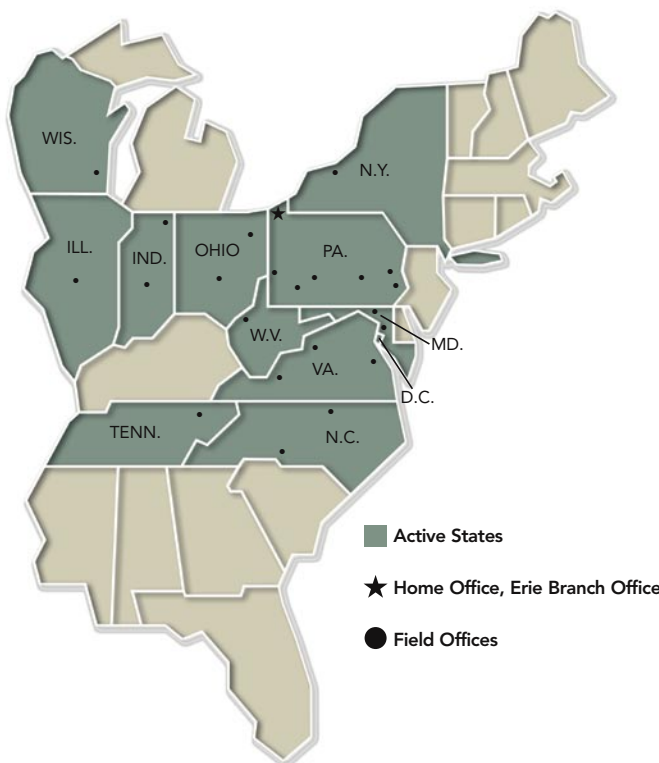 WIS.
N.Y.
ILL.
IND.
OHIO
PA.
W.V.
MD.
VA.
D.C.
TENN.
N.C.
Active States
Home Office, Erie Branch Office
Field Offices